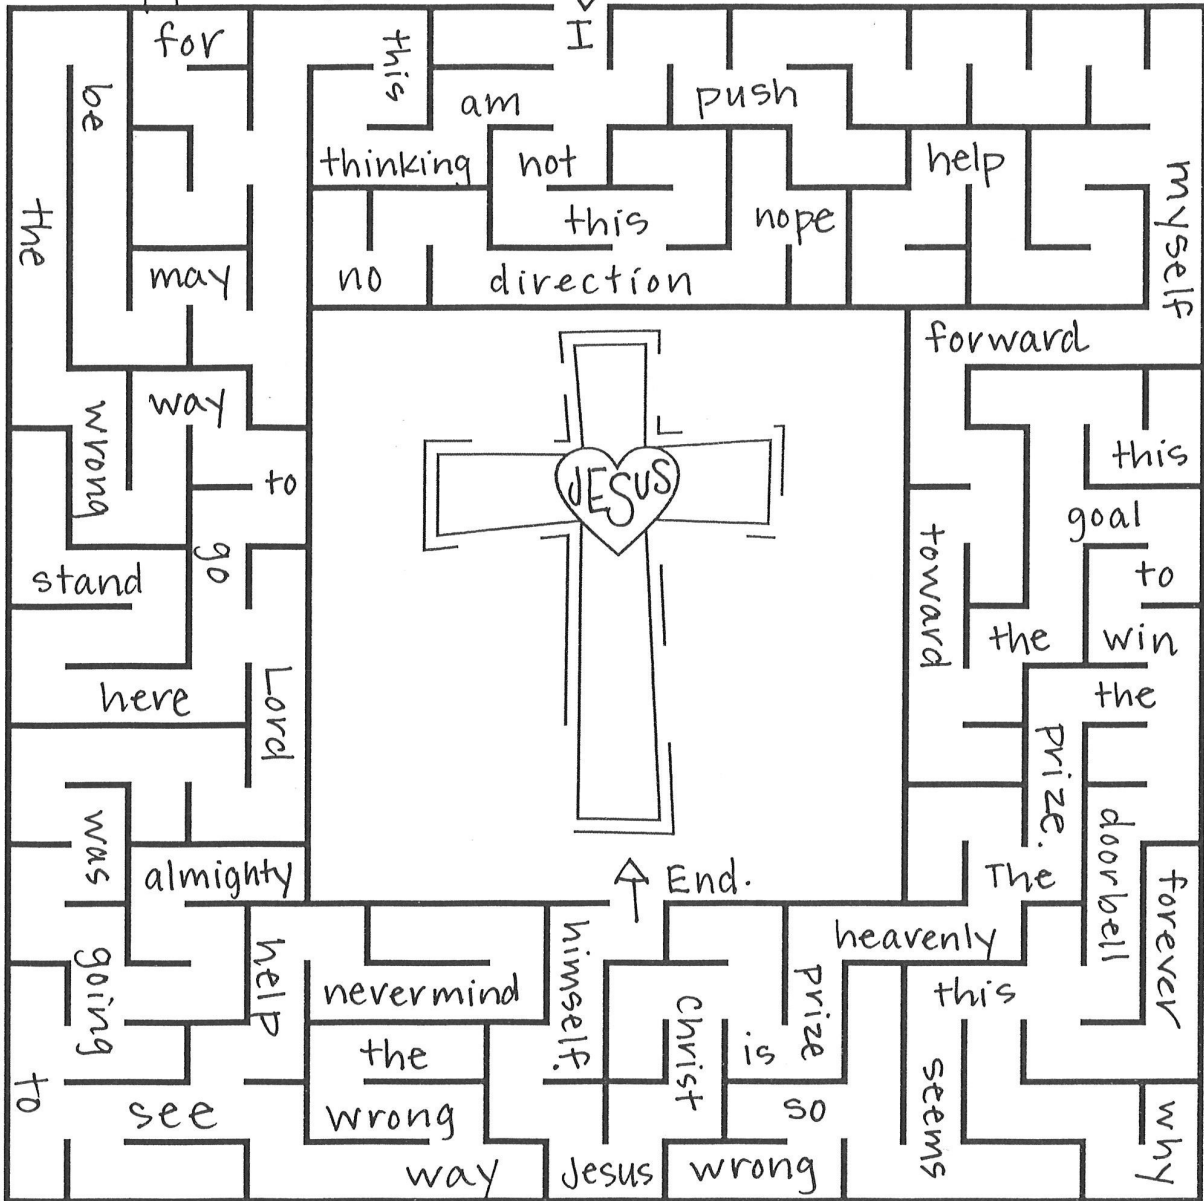 for
this
I
be
am
push
thinking
not
help
the
this
nope
myself
may
no
direction
forward
way
wrong
to
JESUS
this
goal
go
toward
stand
to
the
win
here
Lord
the
prize.
was
almighty
End.
The
doorbell
forever
going
help
himself.
heavenly
nevermind
Christ
prize
this
the
is
to
see
wrong
so
seems
why
way
Jesus
wrong